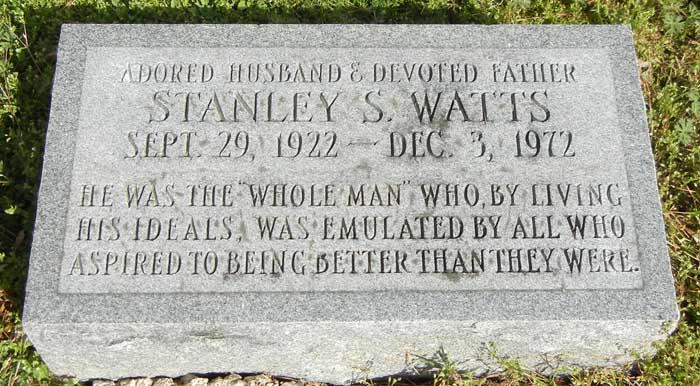 ADORED HUSBAND & DEVOTED FATHER
STANLEY S. WATTS
SEPT. 29, 1922 — DEC. 3, 1972
HE WAS THE "WHOLE MAN" WHO, BY LIVING
HIS IDEALS, WAS EMULATED BY ALL WHO
ASPIRED TO BEING BETTER THAN THEY WERE.